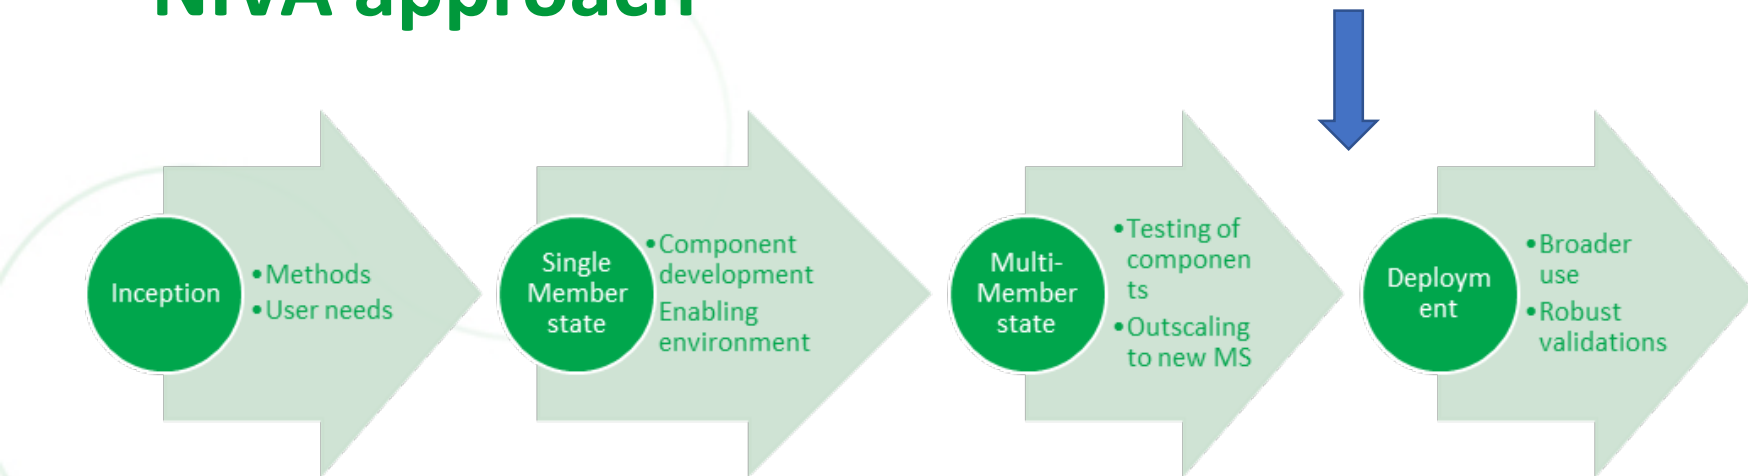 NIVA approach
Inception
•Methods
•User needs
Single
Member
state
•Component
development
Enabling
environment
Multi-
Member
state
•Testing of
componen
ts
•Outscaling
to new MS
Deploym
ent
•Broader
use
•Robust
validations